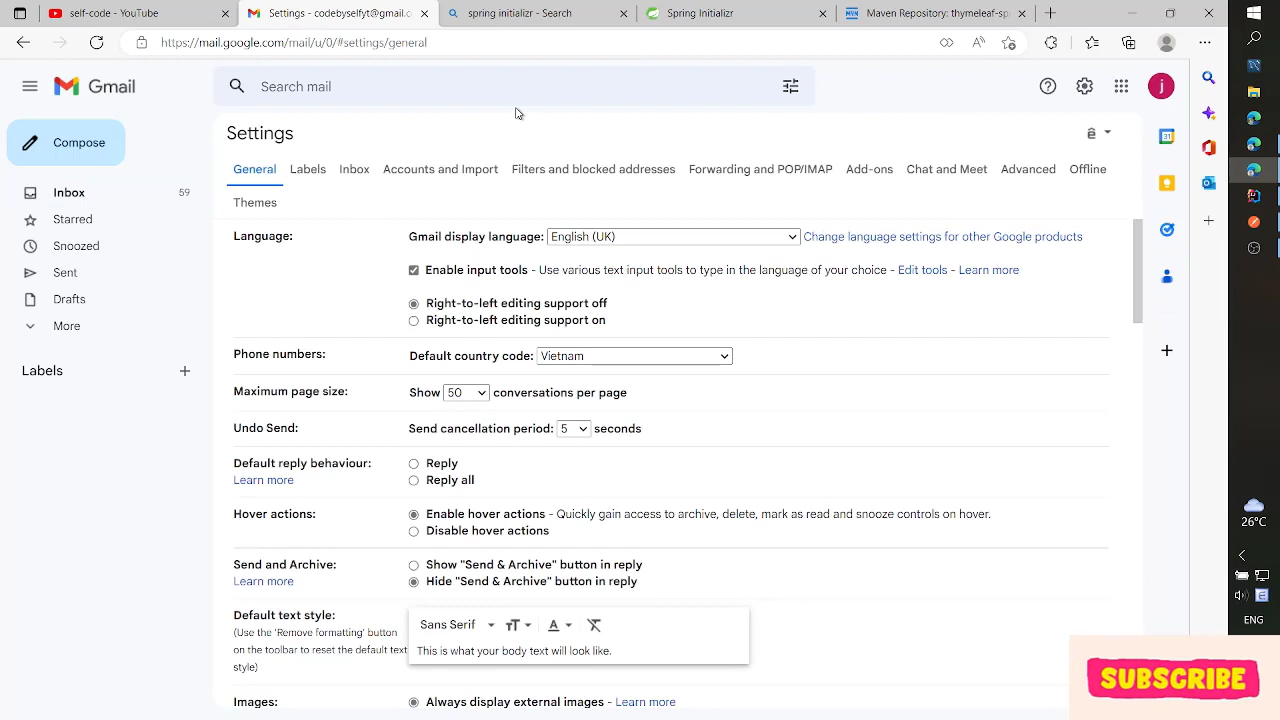 self-code - YouTube
Settings - codebyselfyt@gmail.c
spring initializr - Search
Spring Initializr
Maven Repository: thymeleaf-sp
https://mail.google.com/mail/u/0/#settings/general
Gmail
Search mail
j
Compose
Inbox 59
Starred
Snoozed
Sent
Drafts
More
Labels
Settings
General Labels Inbox Accounts and Import Filters and blocked addresses Forwarding and POP/IMAP Add-ons Chat and Meet Advanced Offline
Themes
Language: Gmail display language: English (UK) Change language settings for other Google products
Enable input tools - Use various text input tools to type in the language of your choice - Edit tools - Learn more
Right-to-left editing support off
Right-to-left editing support on
Phone numbers: Default country code: Vietnam
Maximum page size: Show 50 conversations per page
Undo Send: Send cancellation period: 5 seconds
Default reply behaviour: Reply
Learn more Reply all
Hover actions: Enable hover actions - Quickly gain access to archive, delete, mark as read and snooze controls on hover.
Disable hover actions
Send and Archive: Show "Send & Archive" button in reply
Learn more Hide "Send & Archive" button in reply
Default text style: Sans Serif
(Use the 'Remove formatting' button
on the toolbar to reset the default text
style)
This is what your body text will look like.
Images: Always display external images - Learn more
31
26°C
ENG
SUBSCRIBE